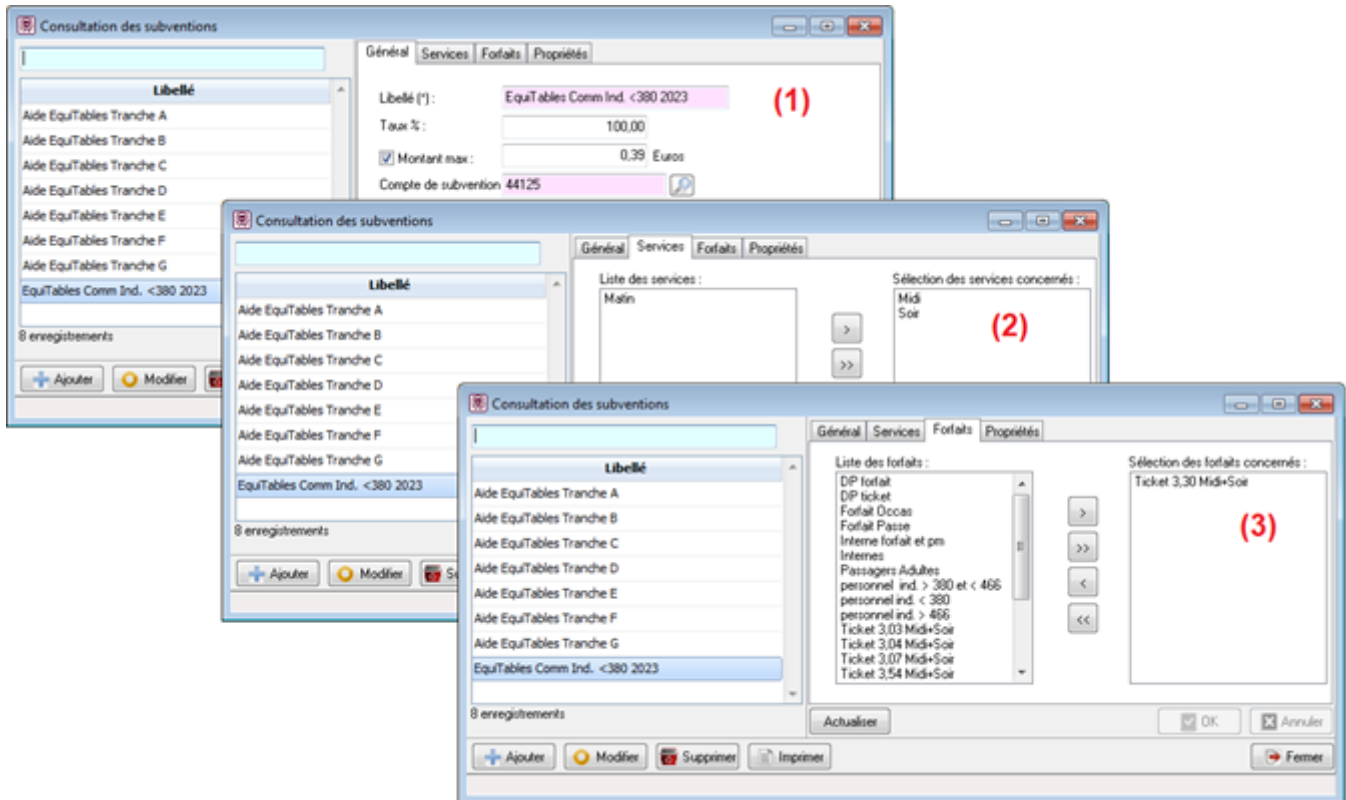 Consultation des subventions
Libellé
Aide EquiTables Tranche A
Aide EquiTables Tranche B
Aide EquiTables Tranche C
Aide EquiTables Tranche D
Aide EquiTables Tranche E
Aide EquiTables Tranche F
Aide EquiTables Tranche G
EquiTables Comm Ind. <380 2023
8 enregistrements
Ajouter Modifier
Général Services Forfaits Propriétés
Libellé (*) : EquiTables Comm Ind. <380 2023
(1)
Taux % : 100,00
Montant max : 0,39 Euros
Compte de subvention 44125
Consultation des subventions
Libellé
Aide EquiTables Tranche A
Aide EquiTables Tranche B
Aide EquiTables Tranche C
Aide EquiTables Tranche D
Aide EquiTables Tranche E
Aide EquiTables Tranche F
Aide EquiTables Tranche G
EquiTables Comm Ind. <380 2023
8 enregistrements
Ajouter Modifier Su
Général Services Forfaits Propriétés
Liste des services :
Matin
>
>>
Sélection des services concernés :
Midi
Soir
(2)
Consultation des subventions
Libellé
Aide EquiTables Tranche A
Aide EquiTables Tranche B
Aide EquiTables Tranche C
Aide EquiTables Tranche D
Aide EquiTables Tranche E
Aide EquiTables Tranche F
Aide EquiTables Tranche G
EquiTables Comm Ind. <380 2023
8 enregistrements
Général Services Forfaits Propriétés
Liste des forfaits :
DP forfait
DP ticket
Forfait Occas
Forfait Passe
Interne forfait et pm
Internes
Passagers Adultes
personnel ind. > 380 et < 466
personnel ind. < 380
personnel ind. > 466
Ticket 3,03 Midi+Soir
Ticket 3,04 Midi+Soir
Ticket 3,07 Midi+Soir
Ticket 3,54 Midi+Soir
>
>>
<
<<
Sélection des forfaits concernés :
Ticket 3,30 Midi+Soir
(3)
Actualiser OK Annuler
Ajouter Modifier Supprimer Imprimer Fermer